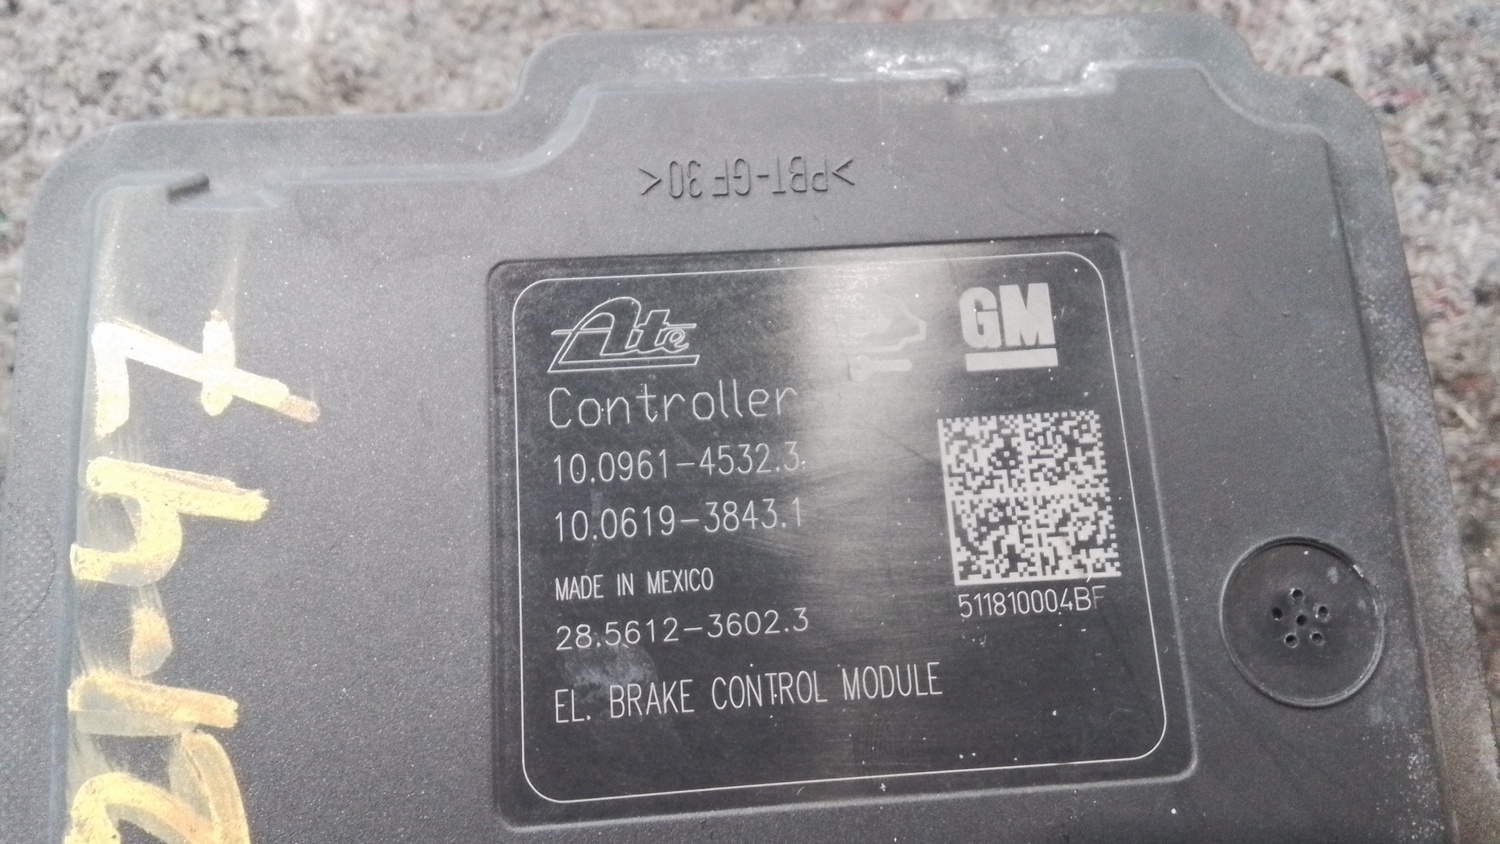 >PBT-GF30<
Ate
GM
Controller
10.0961-4532.3
10.0619-3843.1
MADE IN MEXICO
28.5612-3602.3
511810004BF
EL. BRAKE CONTROL MODULE